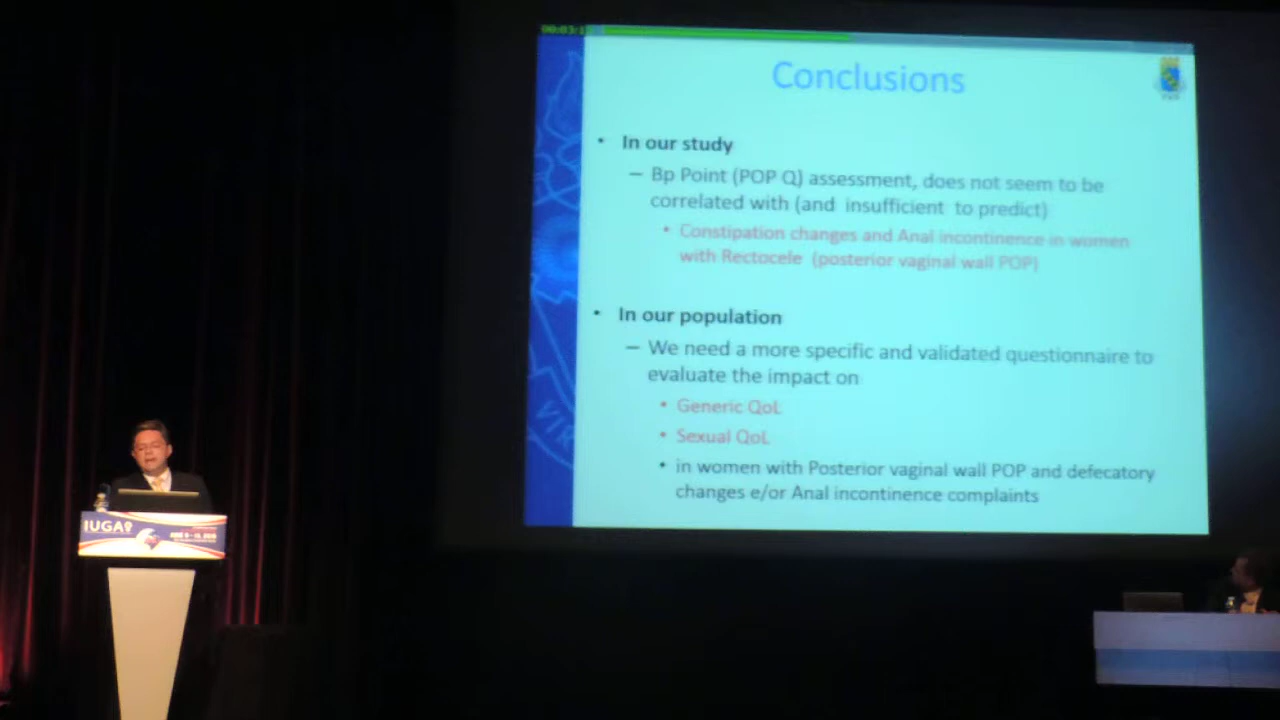 Conclusions
• In our study
– Bp Point (POP Q) assessment, does not seem to be
correlated with (and insufficient to predict)
• Constipation changes and Anal incontinence in women
with Rectocele (posterior vaginal wall POP)
• In our population
– We need a more specific and validated questionnaire to
evaluate the impact on
• Generic QoL
• Sexual QoL
• in women with Posterior vaginal wall POP and defecatory
changes e/or Anal incontinence complaints
IUGA